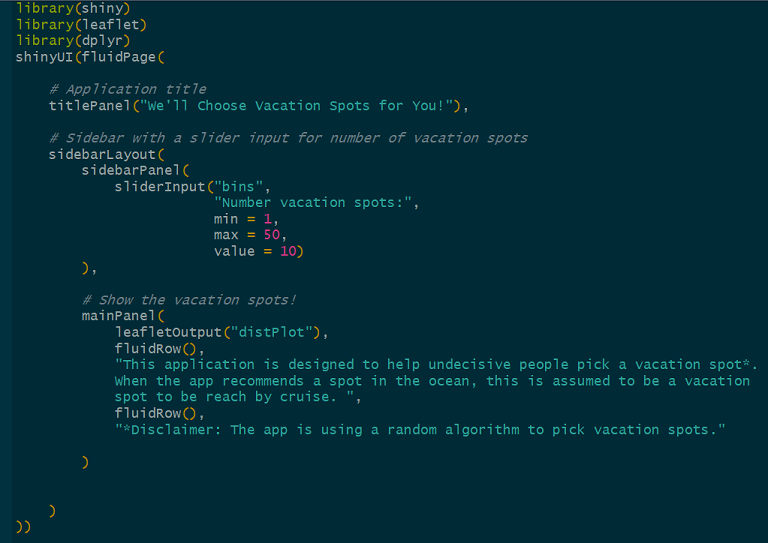 library(shiny)
library(leaflet)
library(dplyr)
shinyUI(fluidPage(

    # Application title
    titlePanel("We'll Choose Vacation Spots for You!"),

    # Sidebar with a slider input for number of vacation spots
    sidebarLayout(
        sidebarPanel(
            sliderInput("bins",
                        "Number vacation spots:",
                        min = 1,
                        max = 50,
                        value = 10)
        ),

        # Show the vacation spots!
        mainPanel(
            leafletOutput("distPlot"),
            fluidRow(),
            "This application is designed to help undecisive people pick a vacation spot*.
            When the app recommends a spot in the ocean, this is assumed to be a vacation
            spot to be reach by cruise. ",
            fluidRow(),
            "*Disclaimer: The app is using a random algorithm to pick vacation spots."

        )


    )
))